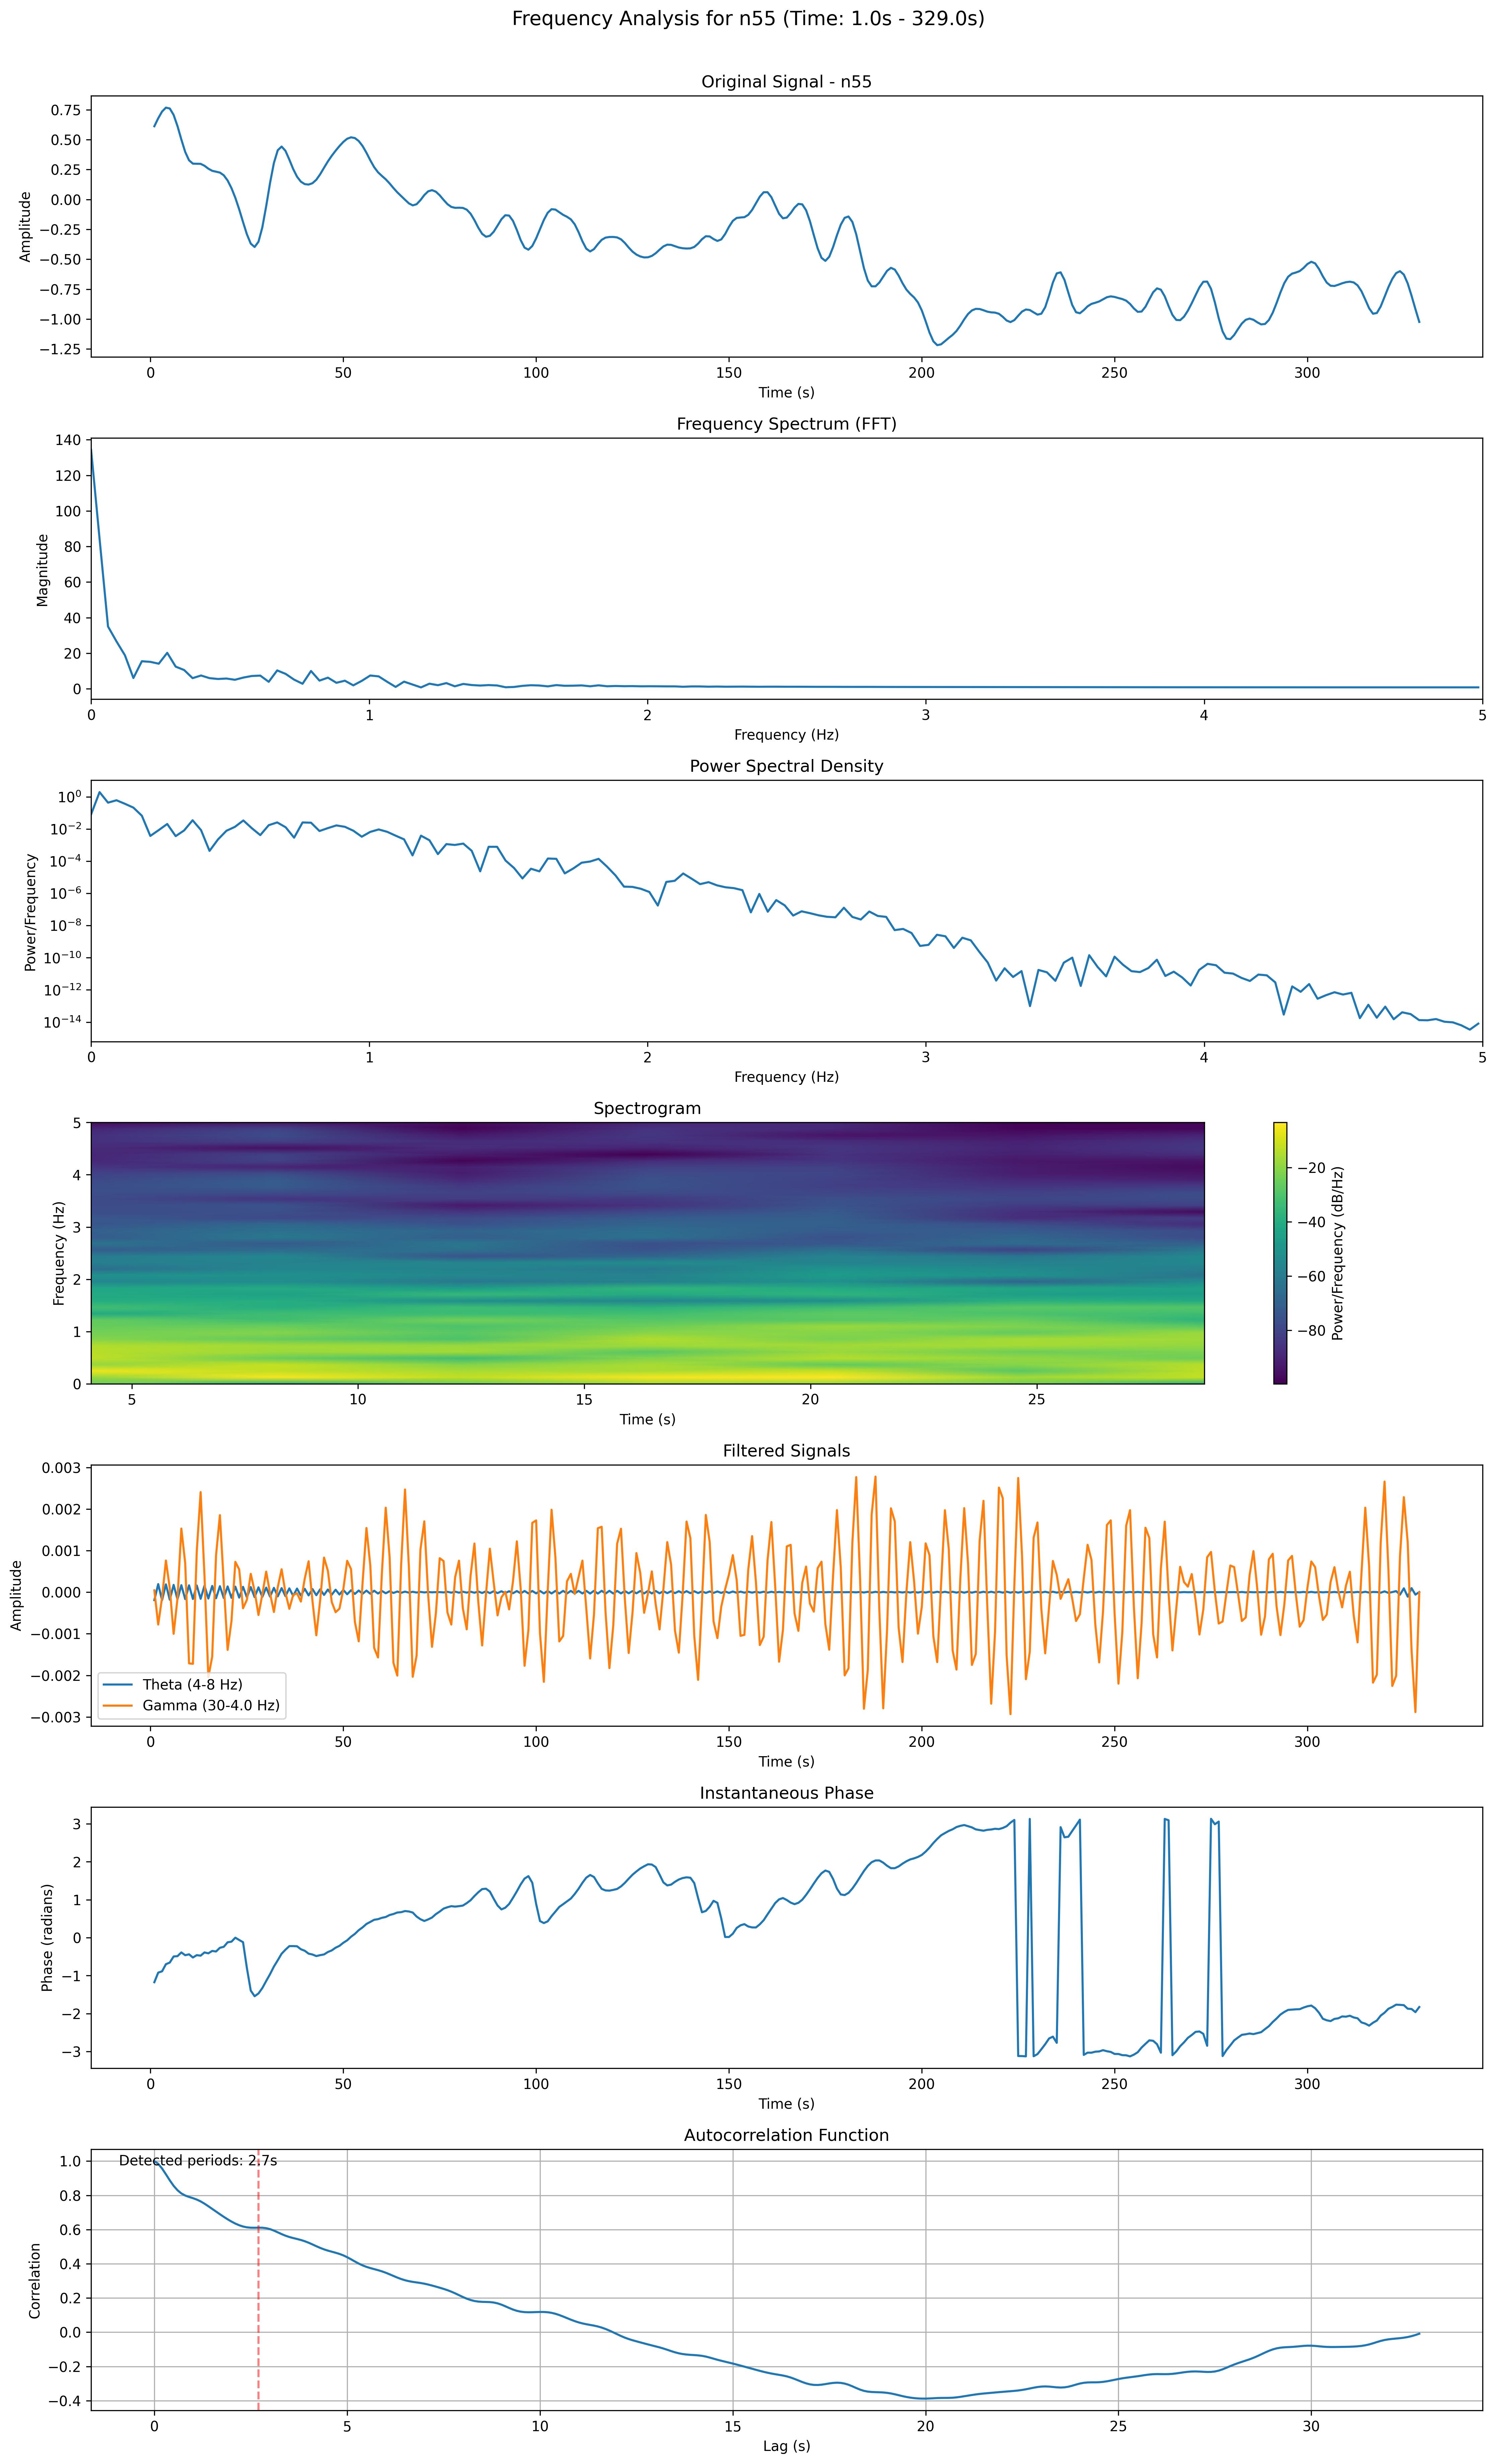 Frequency Analysis for n55 (Time: 1.0s - 329.0s)
Original Signal - n55
0.75
0.50
0.25
0.00
−0.25
−0.50
−0.75
−1.00
−1.25
Amplitude
0 50 100 150 200 250 300
Time (s)
Frequency Spectrum (FFT)
140
120
100
80
60
40
20
0
Magnitude
0 1 2 3 4 5
Frequency (Hz)
Power Spectral Density
10⁰
10⁻²
10⁻⁴
10⁻⁶
10⁻⁸
10⁻¹⁰
10⁻¹²
10⁻¹⁴
Power/Frequency
0 1 2 3 4 5
Frequency (Hz)
Spectrogram
5
4
3
2
1
0
Frequency (Hz)
5 10 15 20 25
Time (s)
−20
−40
−60
−80
Power/Frequency (dB/Hz)
Filtered Signals
0.003
0.002
0.001
0.000
−0.001
−0.002
−0.003
Amplitude
Theta (4-8 Hz)
Gamma (30-4.0 Hz)
0 50 100 150 200 250 300
Time (s)
Instantaneous Phase
3
2
1
0
−1
−2
−3
Phase (radians)
0 50 100 150 200 250 300
Time (s)
Autocorrelation Function
Detected periods: 2.7s
1.0
0.8
0.6
0.4
0.2
0.0
−0.2
−0.4
Correlation
0 5 10 15 20 25 30
Lag (s)